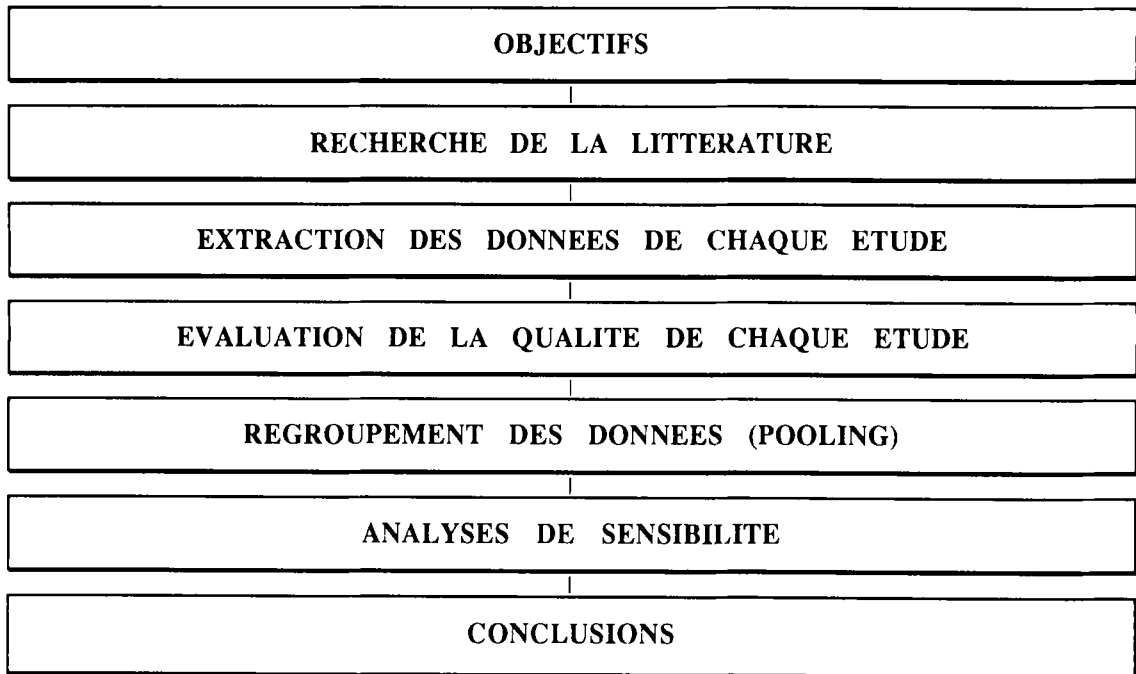 OBJECTIFS
RECHERCHE DE LA LITTERATURE
EXTRACTION DES DONNEES DE CHAQUE ETUDE
EVALUATION DE LA QUALITE DE CHAQUE ETUDE
REGROUPEMENT DES DONNEES (POOLING)
ANALYSES DE SENSIBILITE
CONCLUSIONS